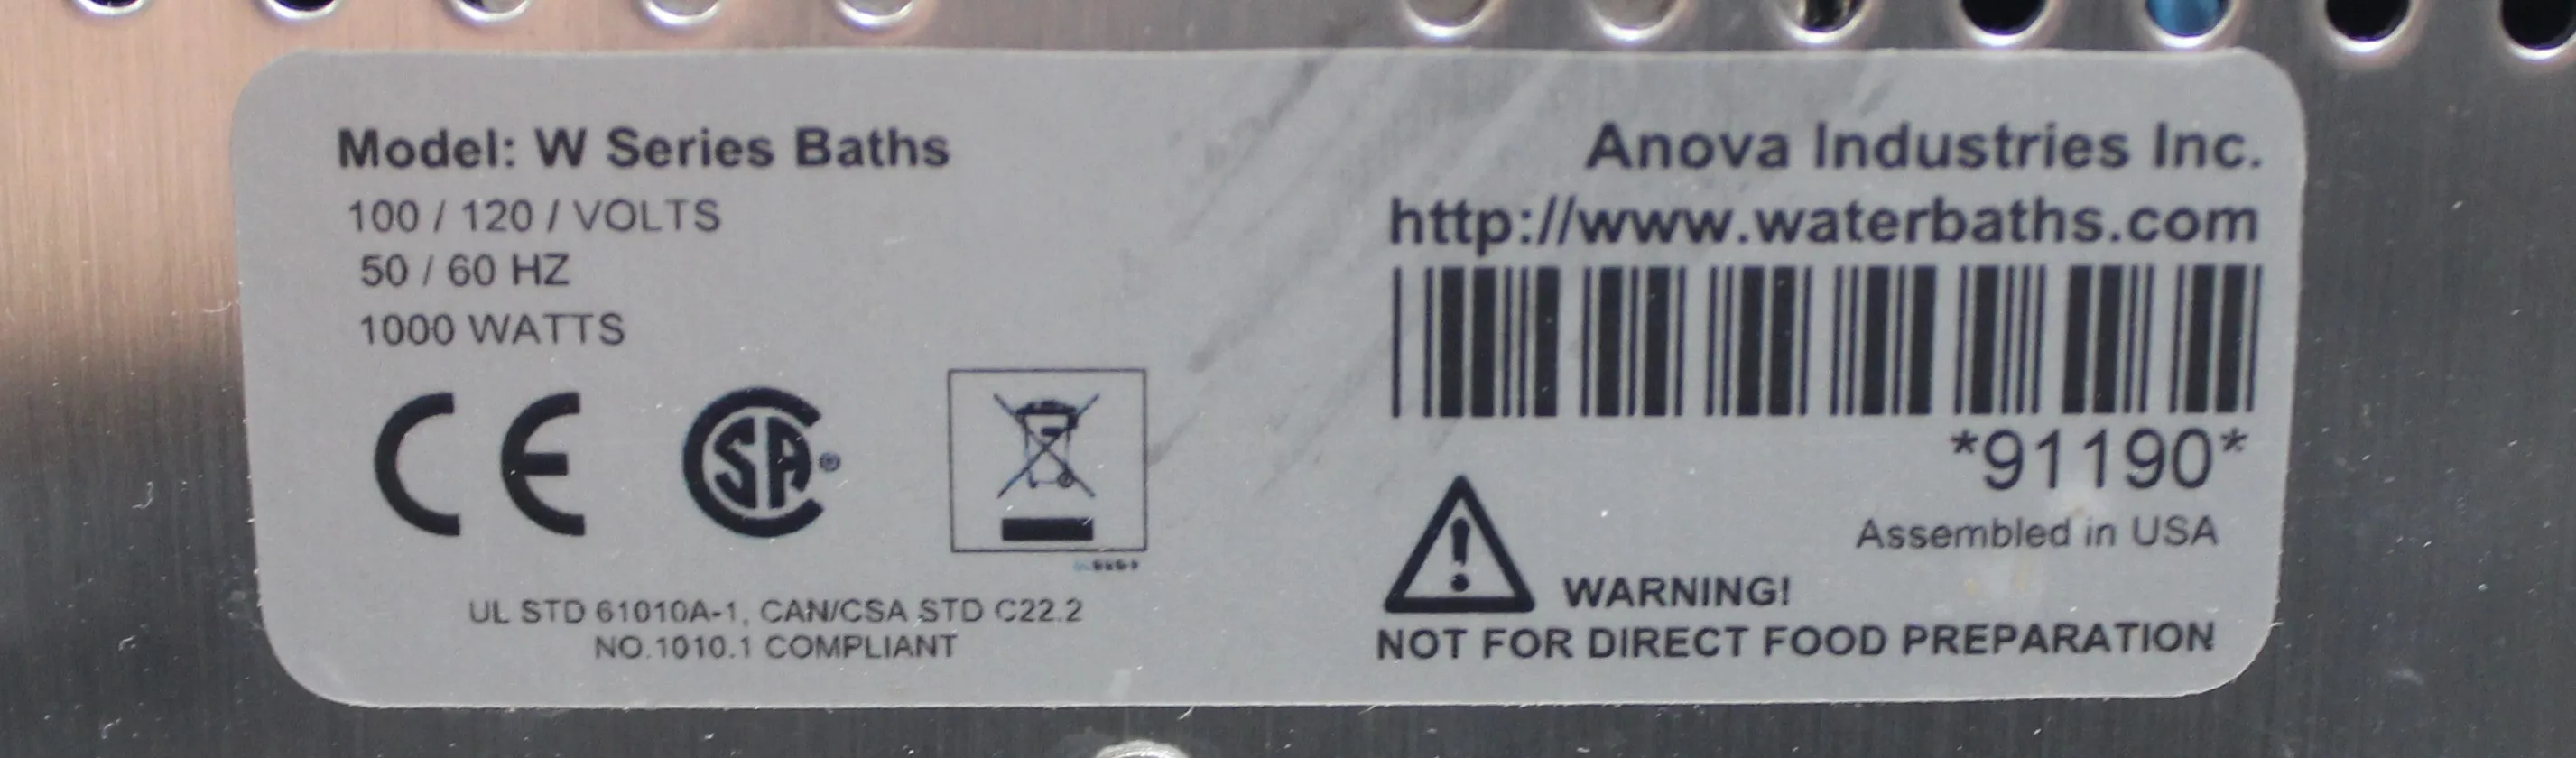 Model: W Series Baths
100 / 120 / VOLTS
50 / 60 HZ
1000 WATTS
CE SA®
UL STD 61010A-1, CAN/CSA STD C22.2
NO.1010.1 COMPLIANT
Anova Industries Inc.
http://www.waterbaths.com
*91190*
Assembled in USA
WARNING!
NOT FOR DIRECT FOOD PREPARATION